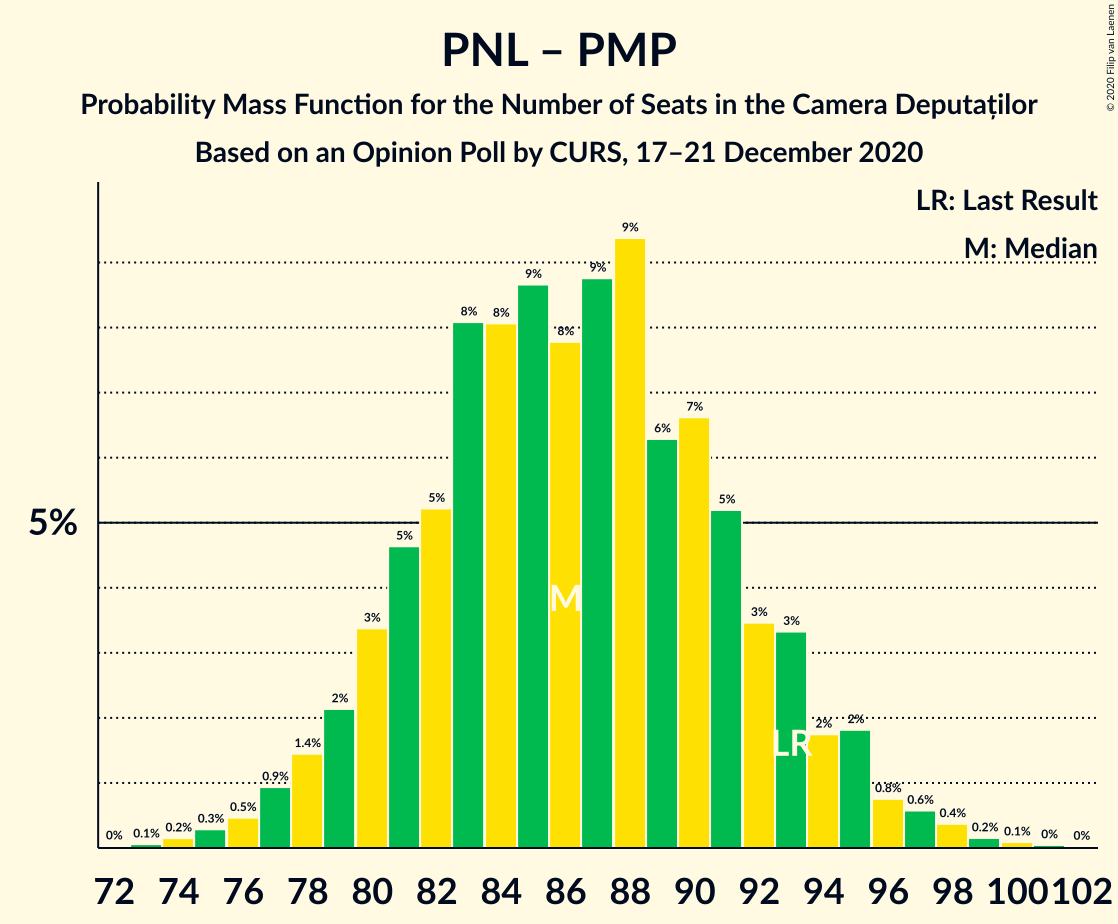 © 2020 Filip van Laenen
PNL – PMP
Probability Mass Function for the Number of Seats in the Camera Deputaților
Based on an Opinion Poll by CURS, 17–21 December 2020
LR: Last Result
M: Median
5%
0% 0.1% 0.2% 0.3% 0.5% 0.9% 1.4% 2% 3% 5% 5% 8% 8% 9% 8% 9% 9% 6% 7% 5% 3% 3% 2% 2% 0.8% 0.6% 0.4% 0.2% 0.1% 0% 0%
M
LR
72 74 76 78 80 82 84 86 88 90 92 94 96 98 100 102